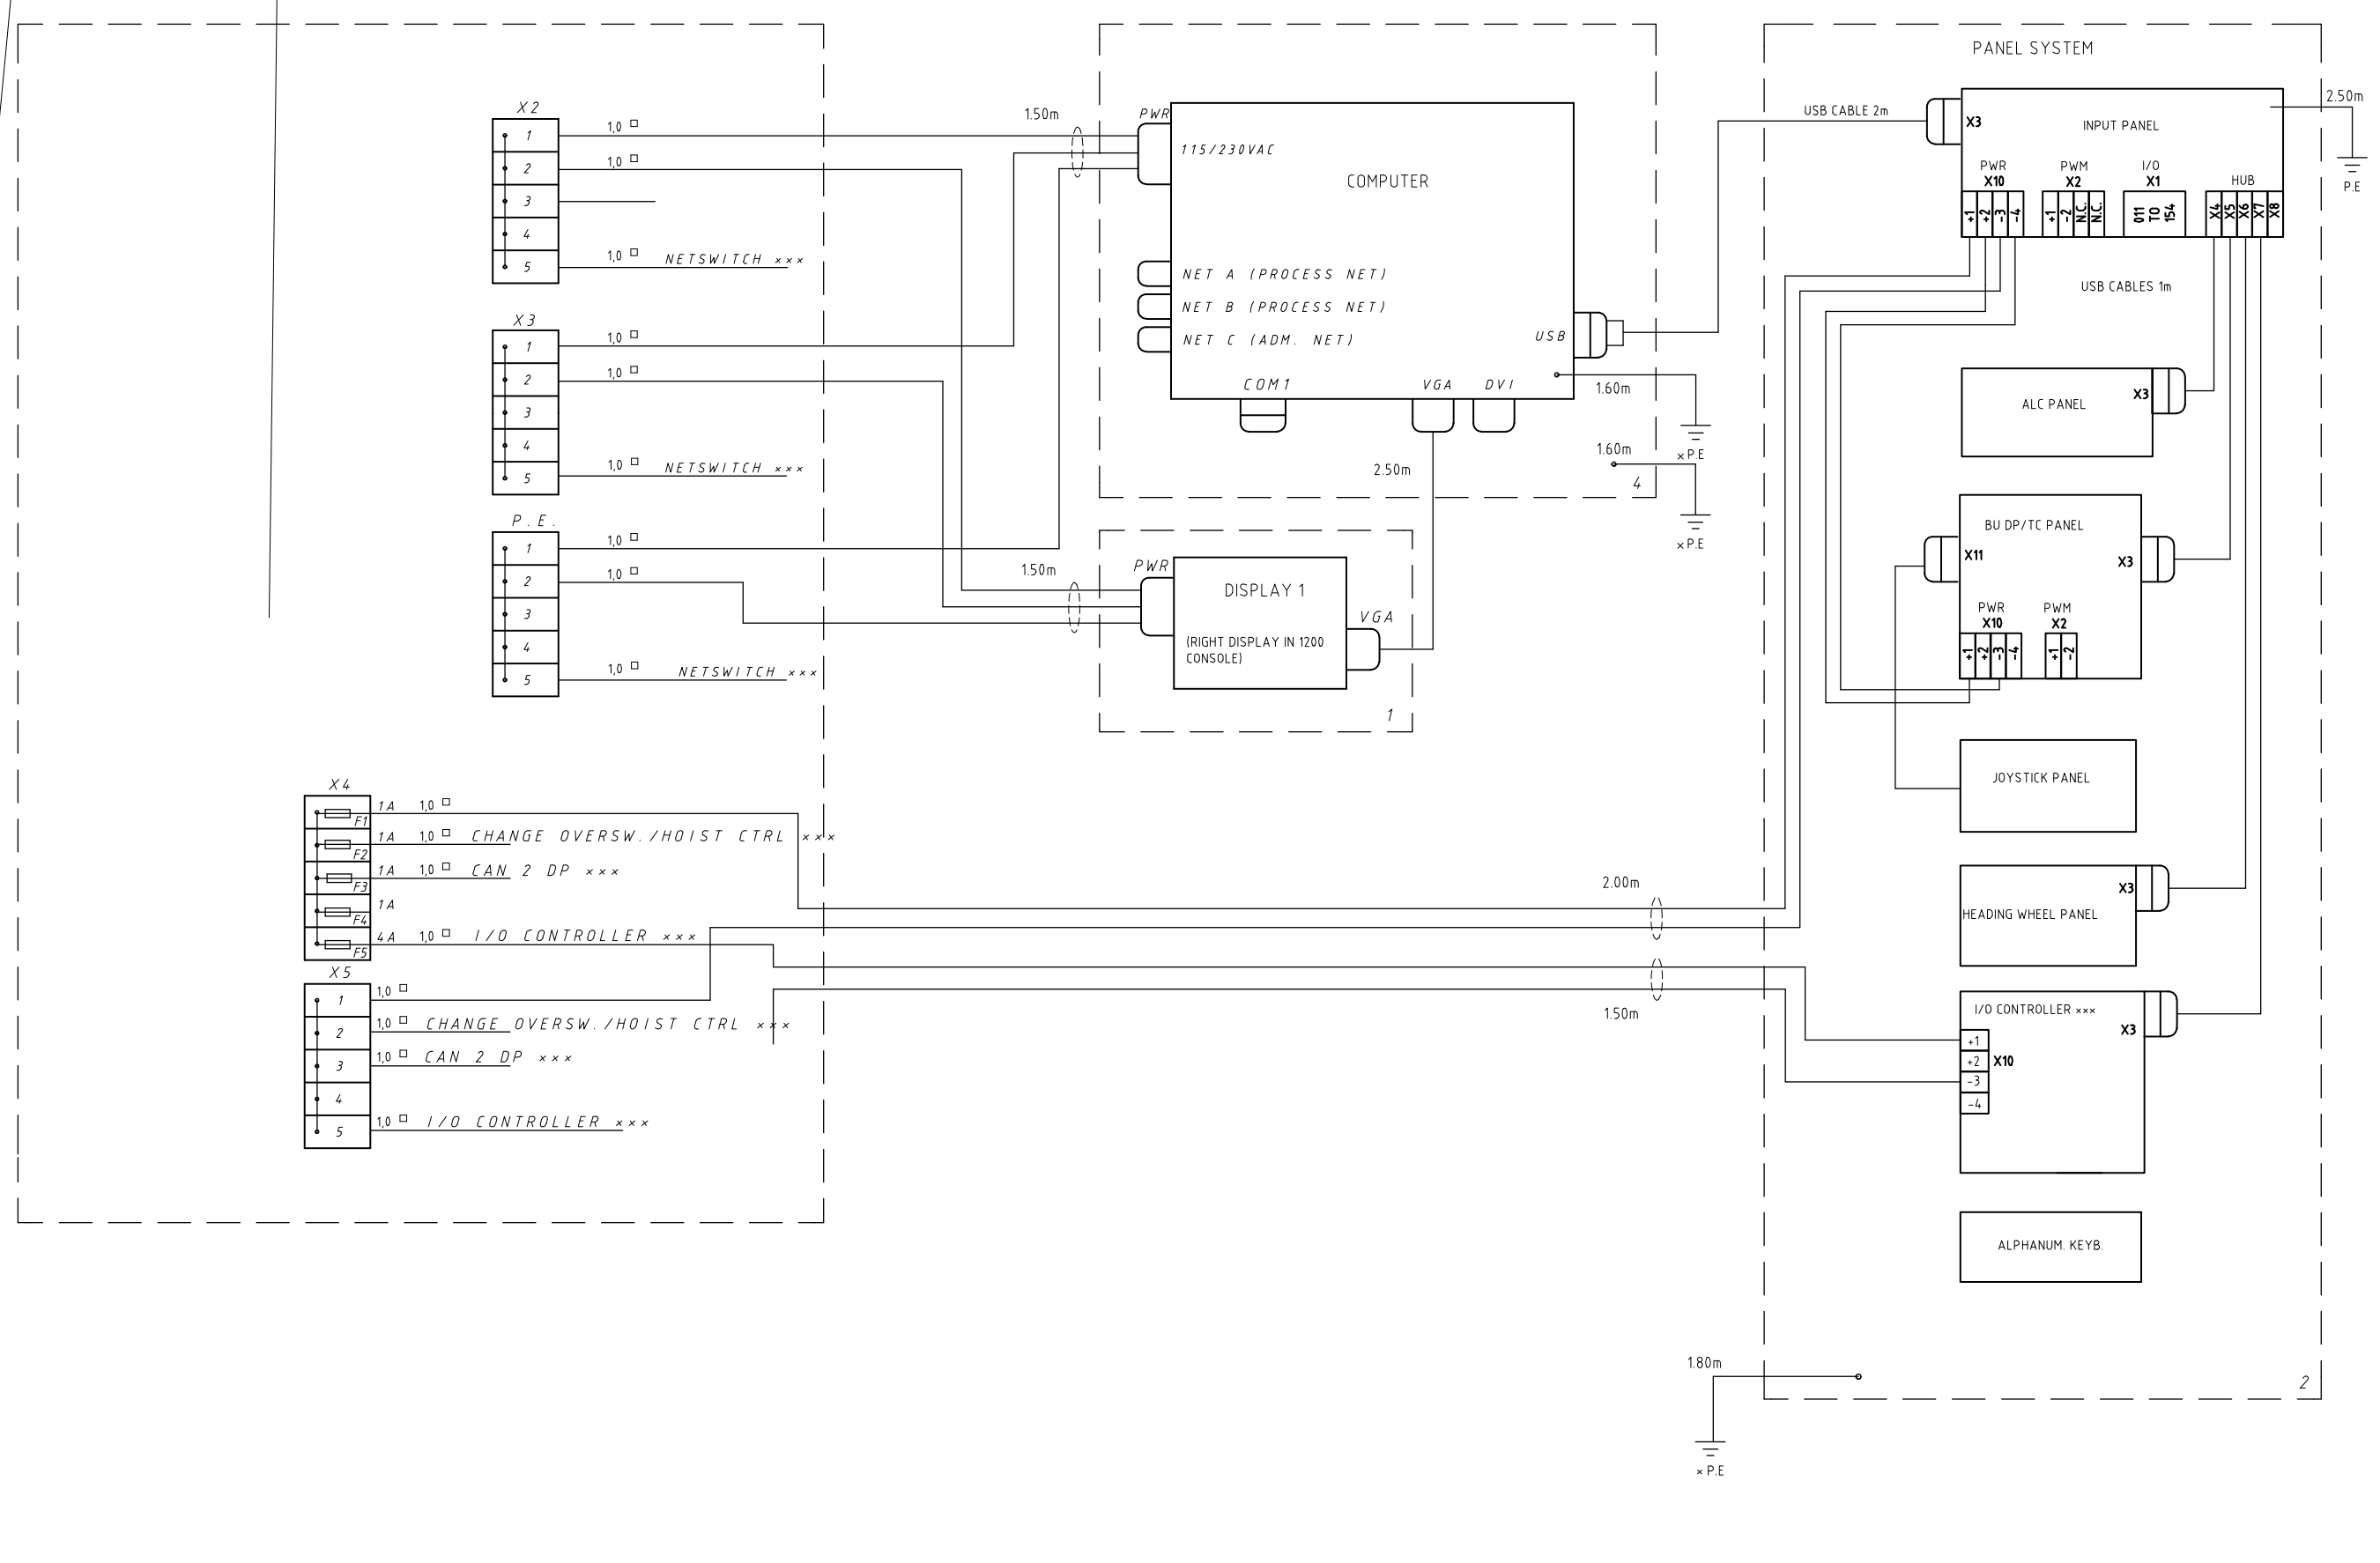 X2
1
1,0
2
1,0
3
4
5
1,0
NETSWITCH ×××
X3
1
1,0
2
1,0
3
4
5
1,0
NETSWITCH ×××
P.E.
1
1,0
2
1,0
3
4
5
1,0
NETSWITCH ×××
X4
F1
1A 1,0
F2
1A 1,0 CHANGE OVERSW./HOIST CTRL ×××
F3
1A 1,0 CAN 2 DP ×××
F4
1A
F5
4A 1,0 I/O CONTROLLER ×××
X5
1
1,0
2
1,0 CHANGE OVERSW./HOIST CTRL ×××
3
1,0 CAN 2 DP ×××
4
5
1,0 I/O CONTROLLER ×××
1.50m
PWR
115/230VAC
COMPUTER
NET A (PROCESS NET)
NET B (PROCESS NET)
NET C (ADM. NET)
USB
COM1
VGA
DVI
1.60m
× P.E
1.60m
× P.E
4
2.50m
1.50m
PWR
DISPLAY 1
(RIGHT DISPLAY IN 1200
CONSOLE)
VGA
1
2.00m
1.50m
PANEL SYSTEM
USB CABLE 2m
X3
INPUT PANEL
2.50m
P.E
PWR
X10
+1
+2
-3
-4
PWM
X2
+1
-2
N.C.
N.C.
I/O
X1
011
TO
154
HUB
X4
X5
X6
X7
X8
USB CABLES 1m
ALC PANEL
X3
BU DP/TC PANEL
X11
X3
PWR
X10
+1
+2
-3
-4
PWM
X2
+1
-2
JOYSTICK PANEL
X3
HEADING WHEEL PANEL
I/O CONTROLLER ×××
X3
+1
+2
X10
-3
-4
ALPHANUM. KEYB.
2
1.80m
× P.E